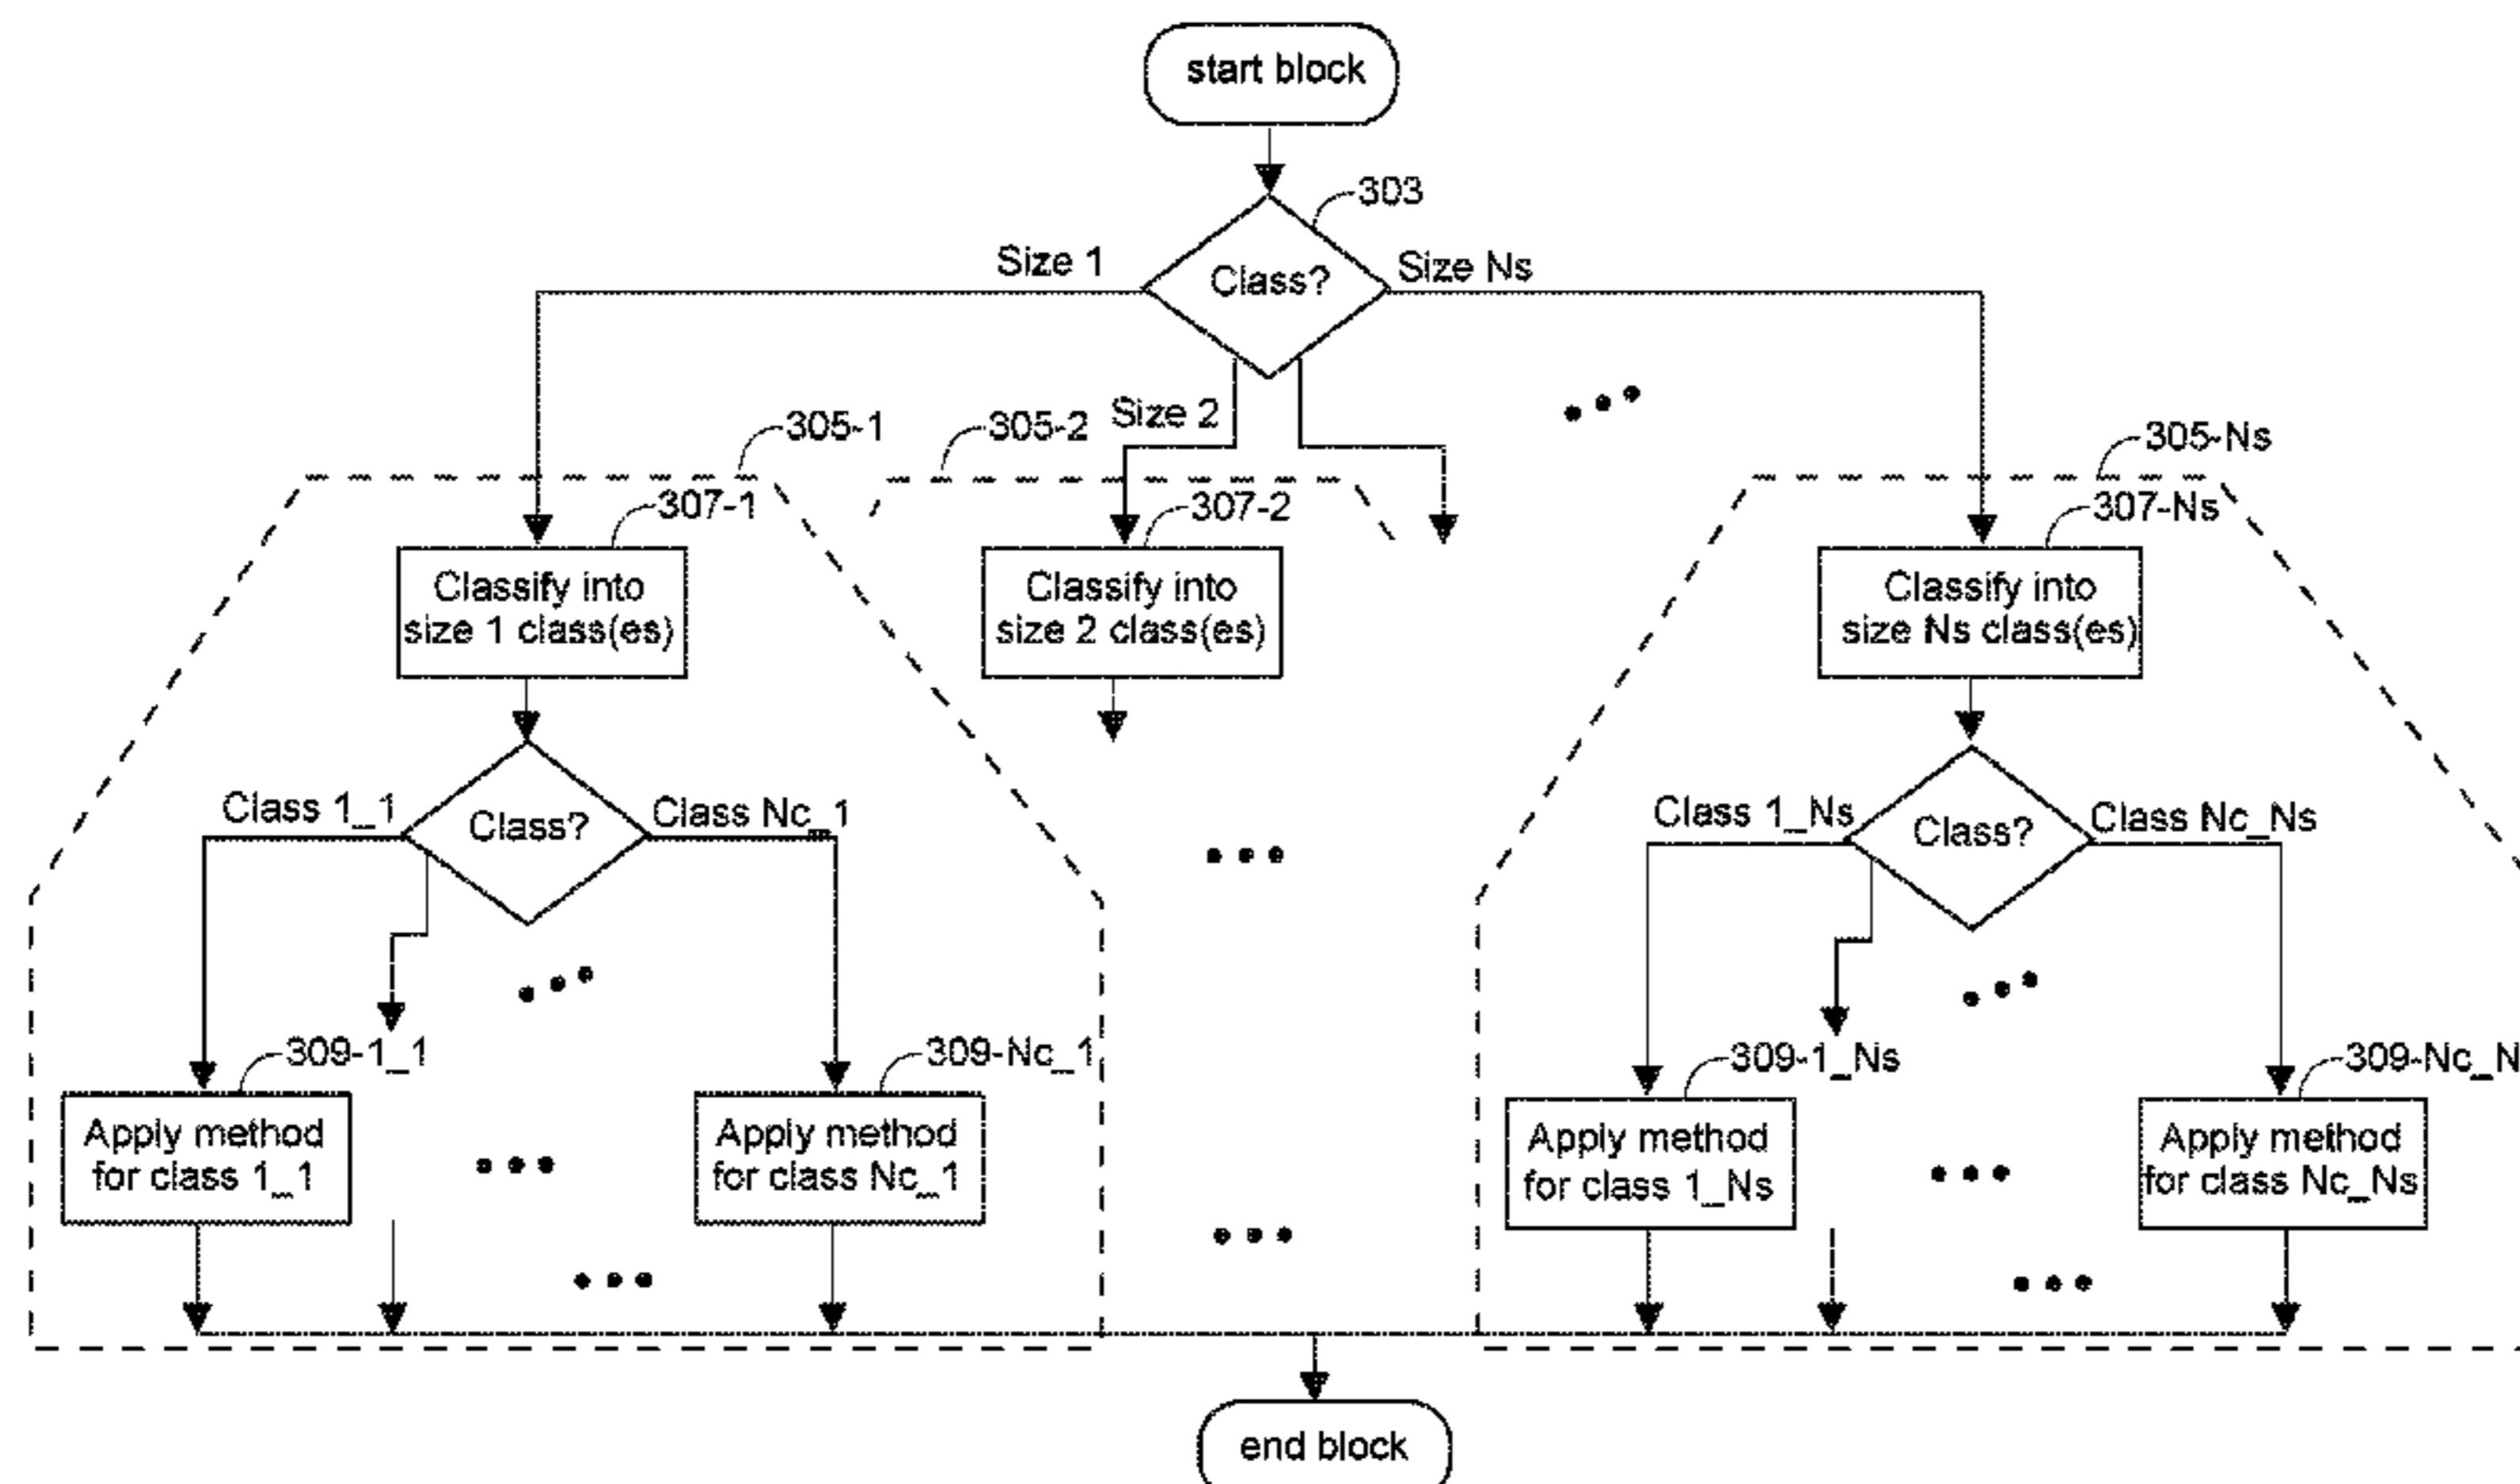 start block
303
Size 1
Class?
Size Ns
Size 2
305-1
305-2
305-Ns
307-1
307-2
307-Ns
Classify into
size 1 class(es)
Classify into
size 2 class(es)
Classify into
size Ns class(es)
Class 1_1
Class?
Class Nc_1
Class 1_Ns
Class?
Class Nc_Ns
309-1_1
309-Nc_1
309-1_Ns
309-Nc_N
Apply method
for class 1_1
Apply method
for class Nc_1
Apply method
for class 1_Ns
Apply method
for class Nc_Ns
end block